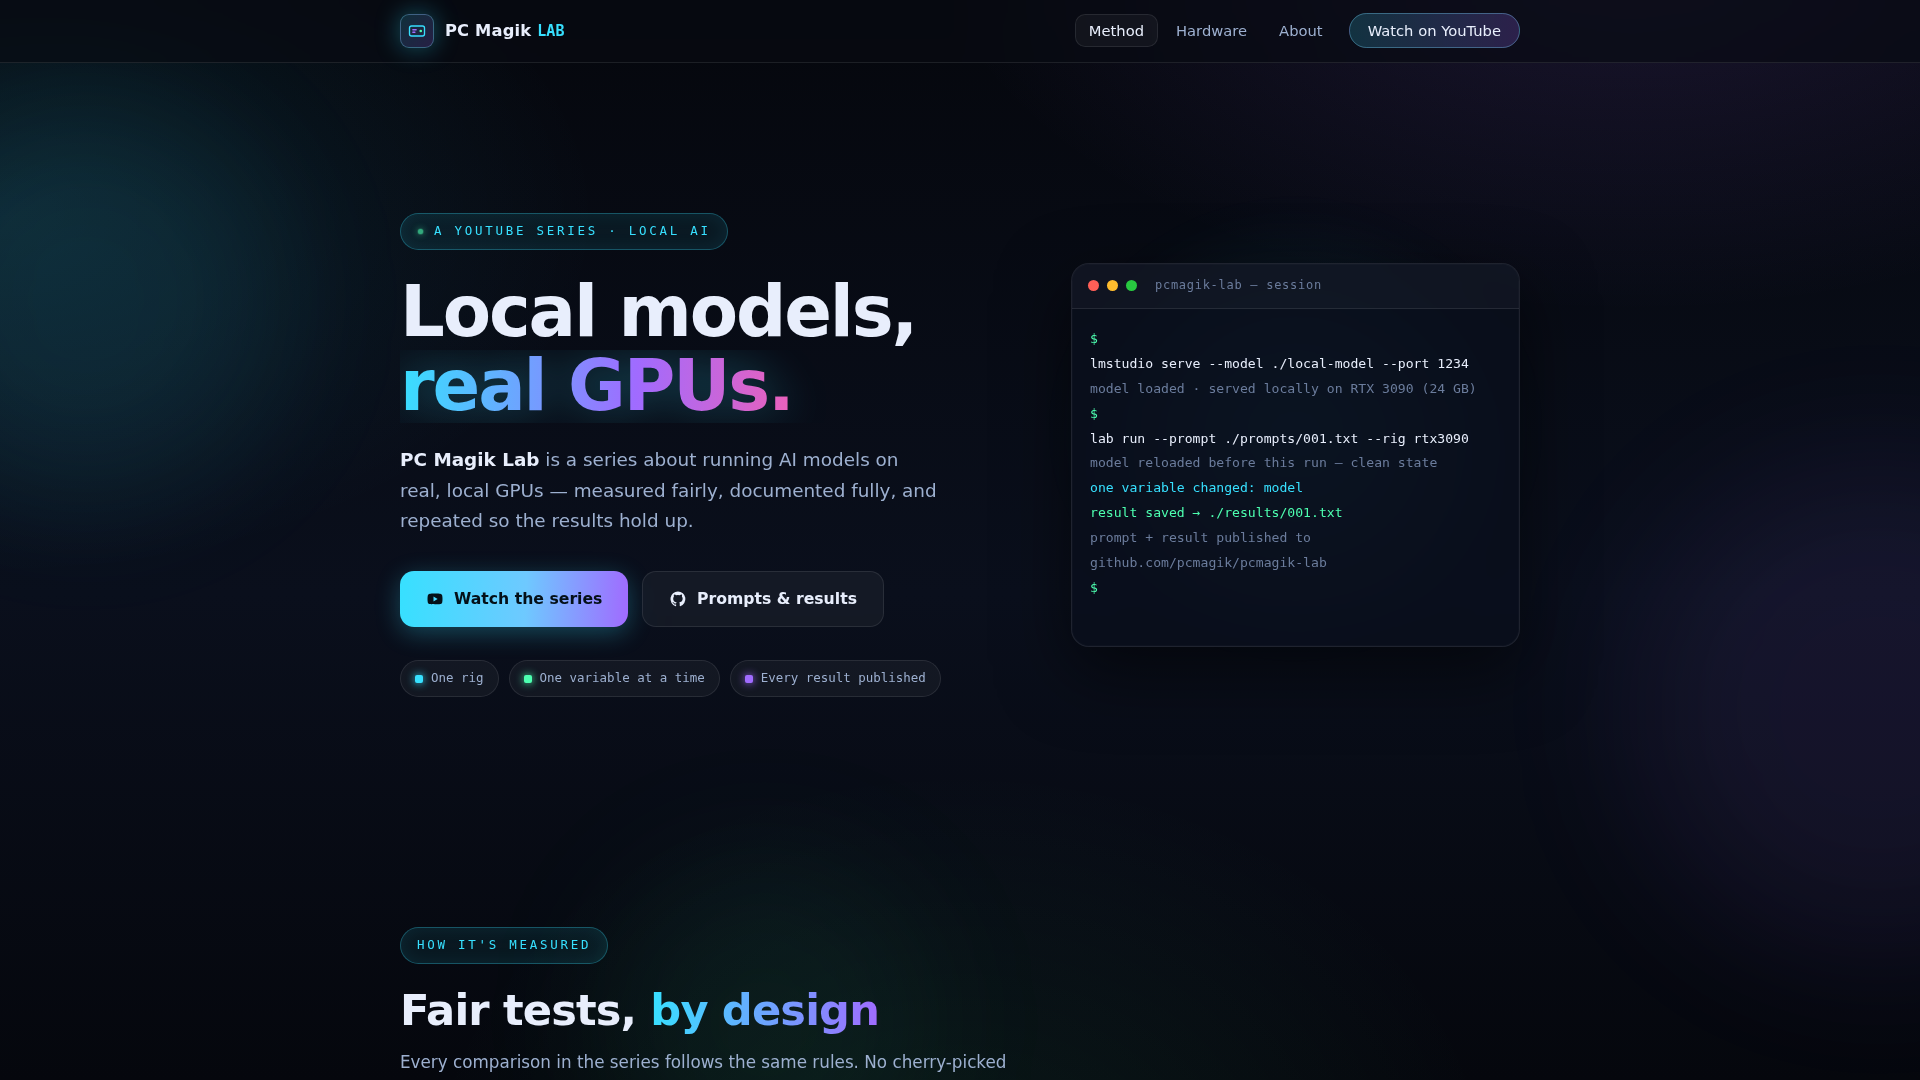 PC Magik LAB
Method
Hardware
About
Watch on YouTube
A YOUTUBE SERIES · LOCAL AI
Local models,
real GPUs.
PC Magik Lab is a series about running AI models on
real, local GPUs — measured fairly, documented fully, and
repeated so the results hold up.
Watch the series
Prompts & results
One rig
One variable at a time
Every result published
pcmagik-lab — session
$
lmstudio serve --model ./local-model --port 1234
model loaded · served locally on RTX 3090 (24 GB)
$
lab run --prompt ./prompts/001.txt --rig rtx3090
model reloaded before this run — clean state
one variable changed: model
result saved → ./results/001.txt
prompt + result published to
github.com/pcmagik/pcmagik-lab
$
HOW IT'S MEASURED
Fair tests, by design
Every comparison in the series follows the same rules. No cherry-picked